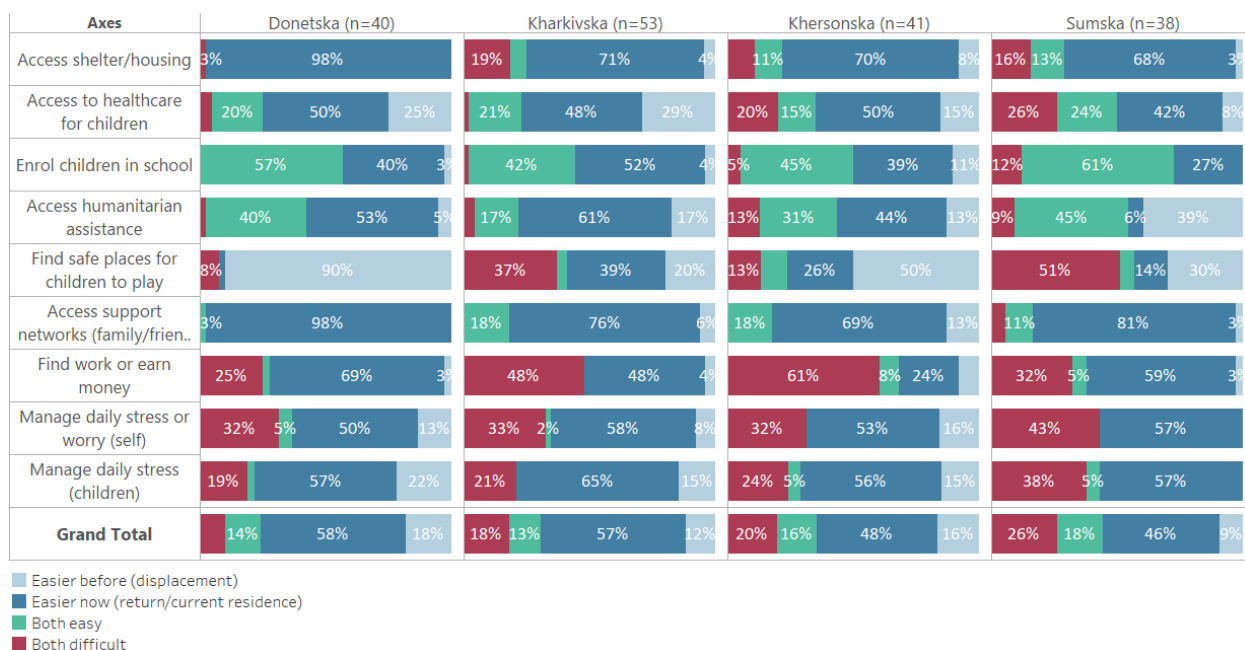 Axes Donetska (n=40) Kharkivska (n=53) Khersonska (n=41) Sumska (n=38)
Access shelter/housing 3% 98% 19% 71% 4% 11% 70% 8% 16% 13% 68% 3%
Access to healthcare
for children 20% 50% 25% 21% 48% 29% 20% 15% 50% 15% 26% 24% 42% 8%
Enrol children in school 57% 40% 3% 42% 52% 4% 5% 45% 39% 11% 12% 61% 27%
Access humanitarian
assistance 40% 53% 5% 17% 61% 17% 13% 31% 44% 13% 9% 45% 6% 39%
Find safe places for
children to play 8% 90% 37% 39% 20% 13% 26% 50% 51% 14% 30%
Access support
networks (family/frien.. 3% 98% 18% 76% 6% 18% 69% 13% 11% 81% 3%
Find work or earn
money 25% 69% 3% 48% 48% 4% 61% 8% 24% 32% 5% 59% 3%
Manage daily stress or
worry (self) 32% 5% 50% 13% 33% 2% 58% 8% 32% 53% 16% 43% 57%
Manage daily stress
(children) 19% 57% 22% 21% 65% 15% 24% 5% 56% 15% 38% 5% 57%
Grand Total 14% 58% 18% 18% 13% 57% 12% 20% 16% 48% 16% 26% 18% 46% 9%
Easier before (displacement)
Easier now (return/current residence)
Both easy
Both difficult